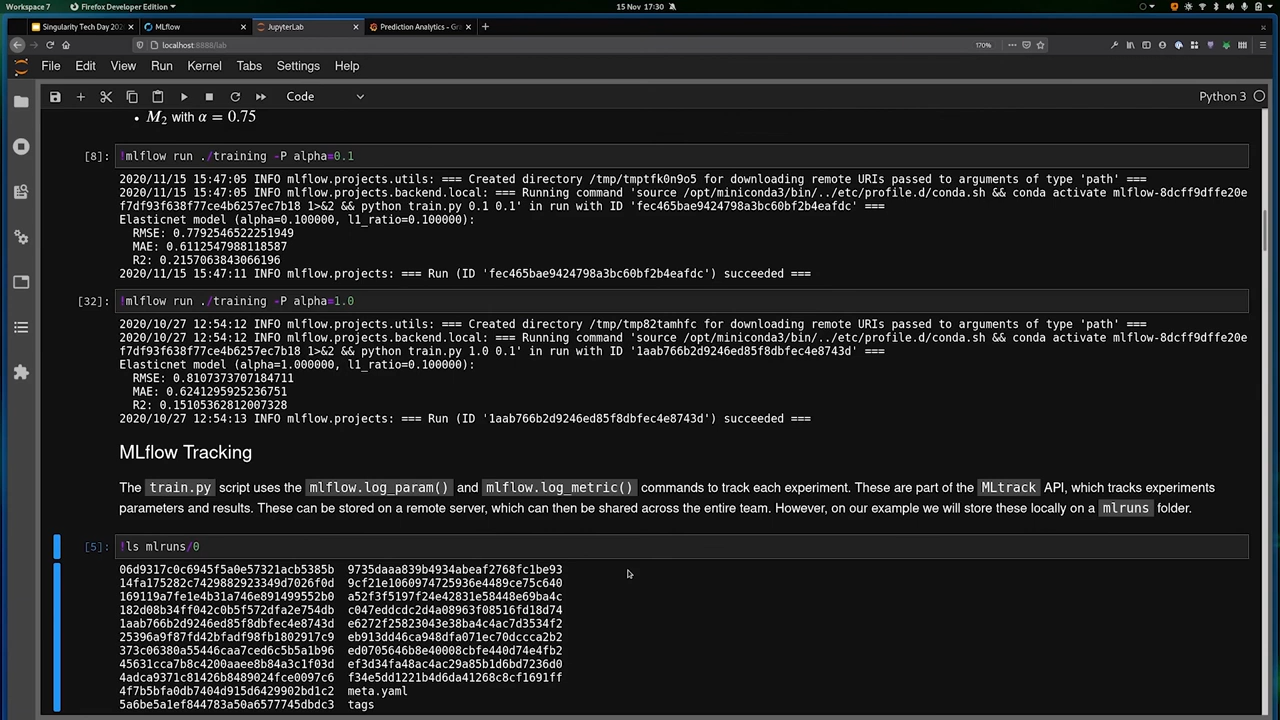 Workspace 7
Firefox Developer Edition
15 Nov 17:30
Singularity Tech Day 202
MLflow
JupyterLab
Prediction Analytics - Gr
localhost:8888/lab
170%
File Edit View Run Kernel Tabs Settings Help
Code
Python 3
• M2 with α = 0.75
[8]: !mlflow run ./training -P alpha=0.1
2020/11/15 15:47:05 INFO mlflow.projects.utils: === Created directory /tmp/tmptfk0n9o5 for downloading remote URIs passed to arguments of type 'path' ===
2020/11/15 15:47:05 INFO mlflow.projects.backend.local: === Running command 'source /opt/miniconda3/bin/../etc/profile.d/conda.sh && conda activate mlflow-8dcff9dffe20e
f7df93f638f77ce4b6257ec7b18 1>&2 && python train.py 0.1 0.1' in run with ID 'fec465bae9424798a3bc60bf2b4eafdc' ===
Elasticnet model (alpha=0.100000, l1_ratio=0.100000):
RMSE: 0.7792546522251949
MAE: 0.6112547988118587
R2: 0.2157063843066196
2020/11/15 15:47:11 INFO mlflow.projects: === Run (ID 'fec465bae9424798a3bc60bf2b4eafdc') succeeded ===
[32]: !mlflow run ./training -P alpha=1.0
2020/10/27 12:54:12 INFO mlflow.projects.utils: === Created directory /tmp/tmp82tamhfc for downloading remote URIs passed to arguments of type 'path' ===
2020/10/27 12:54:12 INFO mlflow.projects.backend.local: === Running command 'source /opt/miniconda3/bin/../etc/profile.d/conda.sh && conda activate mlflow-8dcff9dffe20e
f7df93f638f77ce4b6257ec7b18 1>&2 && python train.py 1.0 0.1' in run with ID '1aab766b2d9246ed85f8dbfec4e8743d' ===
Elasticnet model (alpha=1.000000, l1_ratio=0.100000):
RMSE: 0.8107373707184711
MAE: 0.6241295925236751
R2: 0.15105362812007328
2020/10/27 12:54:13 INFO mlflow.projects: === Run (ID '1aab766b2d9246ed85f8dbfec4e8743d') succeeded ===
MLflow Tracking
The train.py script uses the mlflow.log_param() and mlflow.log_metric() commands to track each experiment. These are part of the MLtrack API, which tracks experiments
parameters and results. These can be stored on a remote server, which can then be shared across the entire team. However, on our example we will store these locally on a mlruns folder.
[5]: !ls mlruns/0
06d9317c0c6945f5a0e57321acb5385b 9735daaa839b4934abeaf2768fc1be93
14fa175282c7429882923349d7026f0d 9cf21e1060974725936e4489ce75c640
169119a7fe1e4b31a746e891499552b0 a52f3f5197f24e42831e58448e69ba4c
182d08b34ff042c0b5f572dfa2e754db c047eddcdc2d4a08963f08516fd18d74
1aab766b2d9246ed85f8dbfec4e8743d e6272f25823043e38ba4c4ac7d3534f2
25396a9f87fd42bfadf98fb1802917c9 eb913dd46ca948dfa071ec70dccca2b2
373c06380a55446caa7ced6c5b5a1b96 ed0705646b8e40008cbfe440d74e4fb2
45631cca7b8c4200aaee8b84a3c1f03d ef3d34fa48ac4ac29a85b1d6bd7236d0
4adca9371c81426b8489024fce0097c6 f34e5dd1221b4d6da41268c8cf1691ff
4f7b5bfa0db7404d915d6429902bd1c2 meta.yaml
5a6be5a1ef844783a50a6577745dbdc3 tags